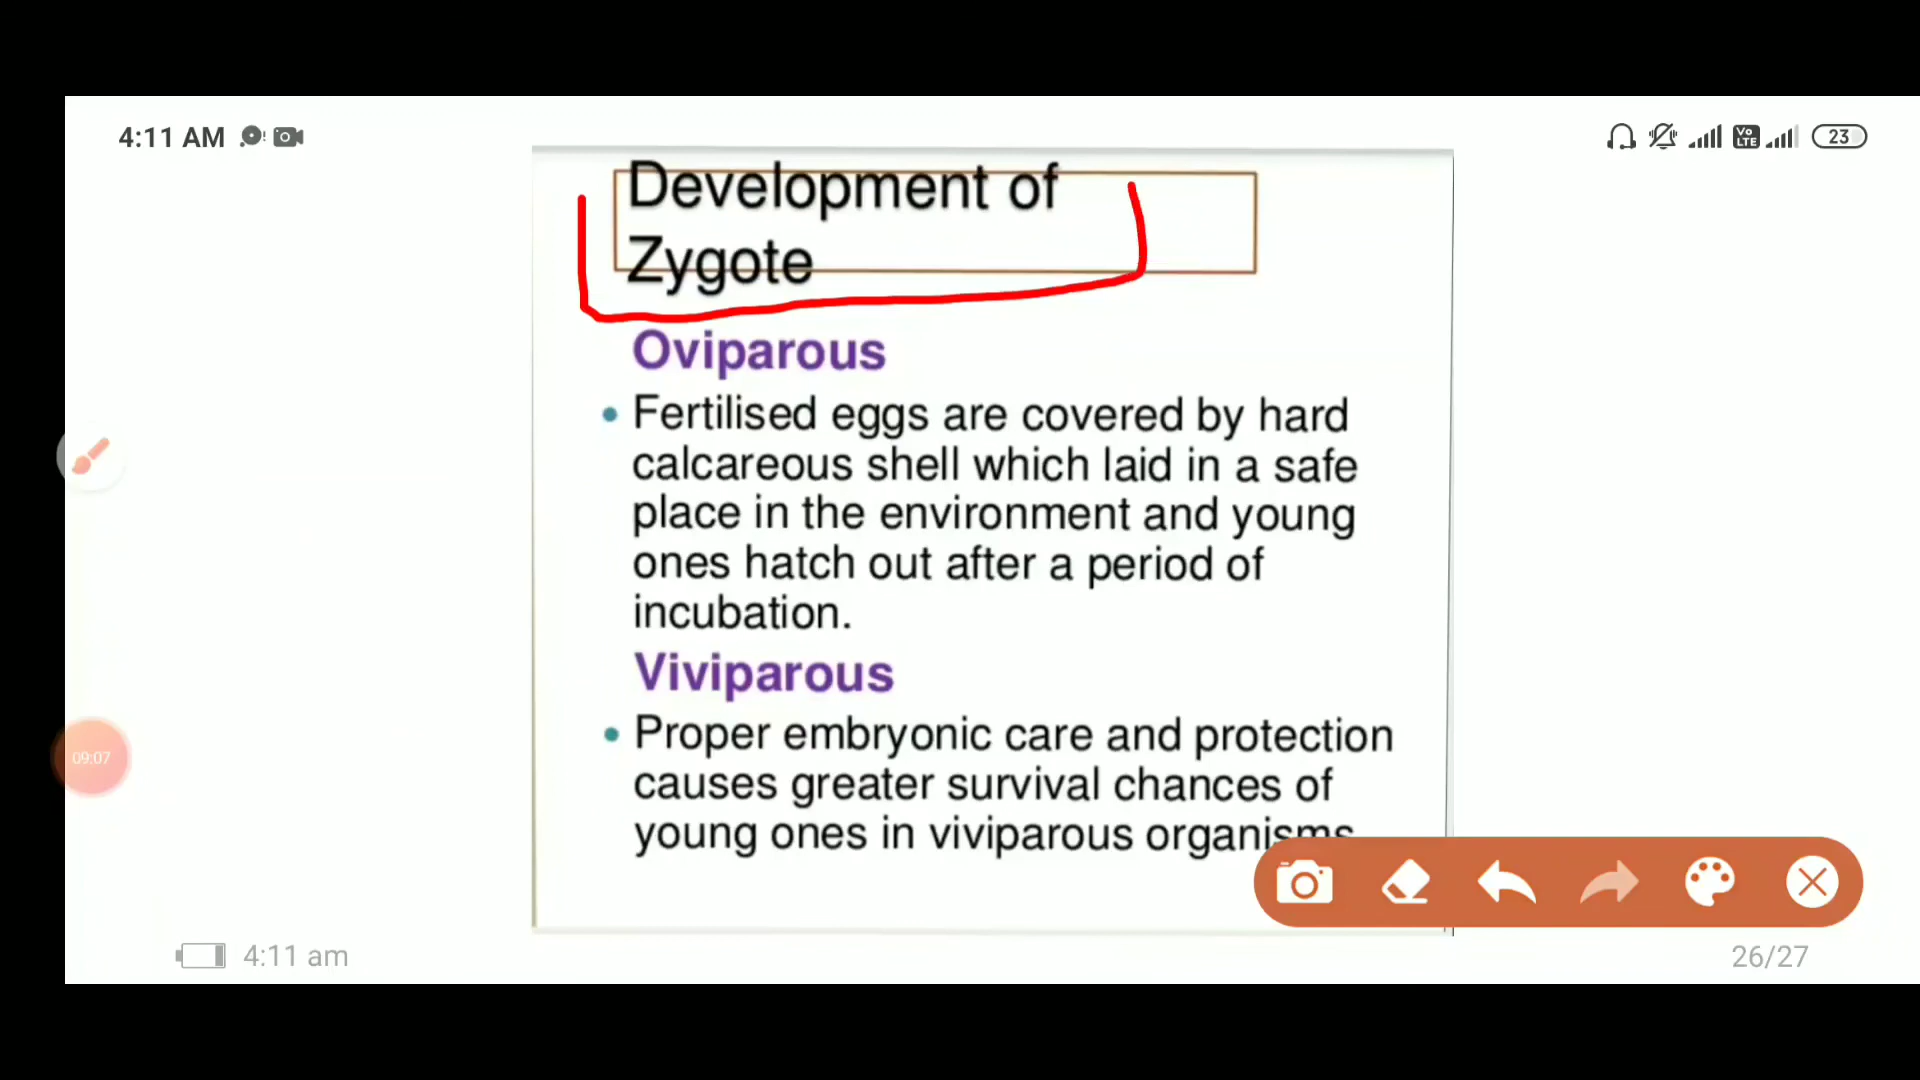 4:11 AM
Vo
LTE
23
Development of
Zygote
Oviparous
• Fertilised eggs are covered by hard
calcareous shell which laid in a safe
place in the environment and young
ones hatch out after a period of
incubation.
Viviparous
• Proper embryonic care and protection
causes greater survival chances of
young ones in viviparous organisms
09:07
4:11 am
26/27